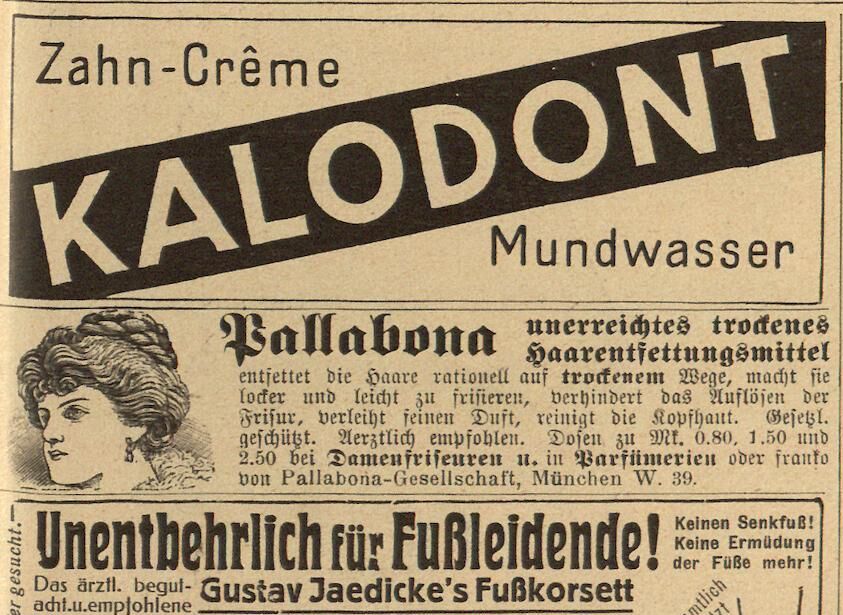 Zahn-Crême
KALODONT
Mundwasser
Pallabona unerreichtes trockenes
Haarentfettungsmittel
entfettet die Haare rationell auf trockenem Wege, macht sie
locker und leicht zu frisieren, verhindert das Auflösen der
Frisur, verleiht feinen Duft, reinigt die Kopfhaut. Gesetzl.
geschützt. Aerztlich empfohlen. Dosen zu Mk. 0.80, 1.50 und
2.50 bei Damenfriseuren u. in Parfümerien oder franko
von Pallabona-Gesellschaft, München W. 39.
Unentbehrlich für Fußleidende!
Keinen Senkfuß!
Keine Ermüdung
der Füße mehr!
Das ärztl. begut-
acht.u.empfohlene
Gustav Jaedicke's Fußkorsett
er gesucht.—